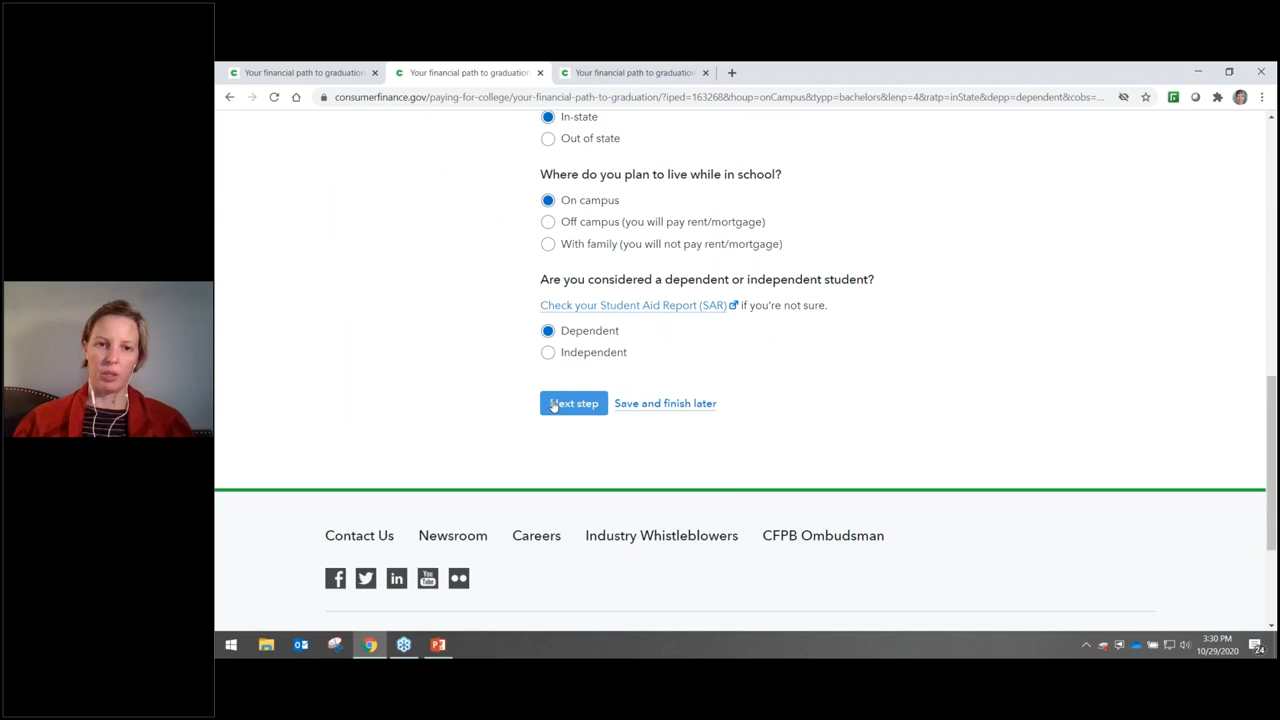 Your financial path to graduation
Your financial path to graduation
Your financial path to graduation
consumerfinance.gov/paying-for-college/your-financial-path-to-graduation/?iped=163268&houp=onCampus&typp=bachelors&lenp=4&ratp=inState&depp=dependent&cobs=...
In-state
Out of state
Where do you plan to live while in school?
On campus
Off campus (you will pay rent/mortgage)
With family (you will not pay rent/mortgage)
Are you considered a dependent or independent student?
Check your Student Aid Report (SAR) if you're not sure.
Dependent
Independent
Next step Save and finish later
Contact Us Newsroom Careers Industry Whistleblowers CFPB Ombudsman
You Tube
3:30 PM
10/29/2020
24